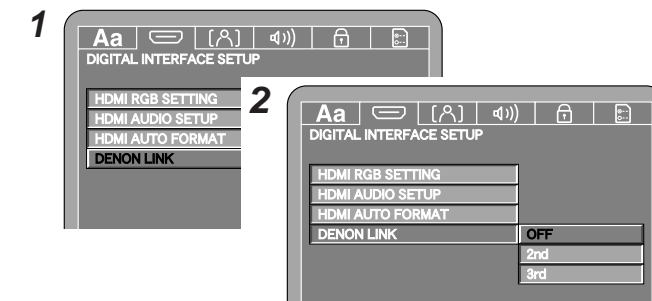 1
Aa
DIGITAL INTERFACE SETUP
HDMI RGB SETTING
HDMI AUDIO SETUP
HDMI AUTO FORMAT
DENON LINK
2
Aa
DIGITAL INTERFACE SETUP
HDMI RGB SETTING
HDMI AUDIO SETUP
HDMI AUTO FORMAT
DENON LINK OFF
2nd
3rd